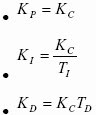 • K_P = K_C
• K_I = K_C / T_I
• K_D = K_C T_D